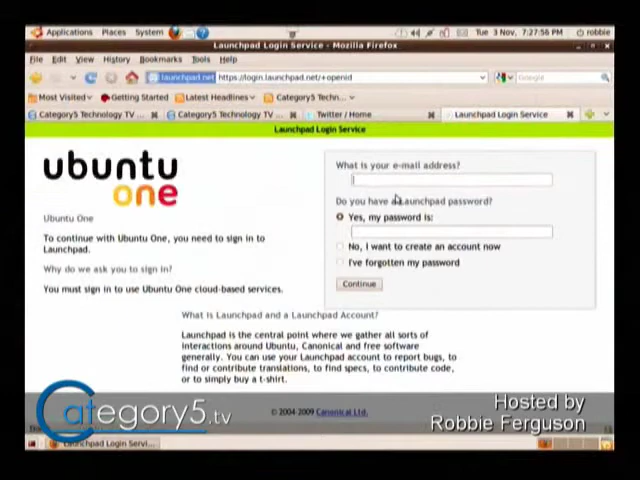 Applications Places System Tue 3 Nov, 7:27:56 PM robbie
Launchpad Login Service - Mozilla Firefox
File Edit View History Bookmarks Tools Help
launchpad.net https://login.launchpad.net/+openid Google
Most Visited Getting Started Latest Headlines Category5 Techn...
Category5 Technology TV ... Category5 Technology TV ... Twitter / Home Launchpad Login Service
Launchpad Login Service
ubuntu
one
Ubuntu One
To continue with Ubuntu One, you need to sign in to
Launchpad.
Why do we ask you to sign in?
You must sign in to use Ubuntu One cloud-based services.
What is your e-mail address?
Do you have a Launchpad password?
Yes, my password is:
No, I want to create an account now
I've forgotten my password
Continue
What is Launchpad and a Launchpad Account?
Launchpad is the central point where we gather all sorts of
interactions around Ubuntu, Canonical and free software
generally. You can use your Launchpad account to report bugs, to
find or contribute translations, to find specs, to contribute code,
or to simply buy a t-shirt.
© 2004-2009 Canonical Ltd.
Category5.tv
Hosted by
Robbie Ferguson
Launchpad Login Servi...